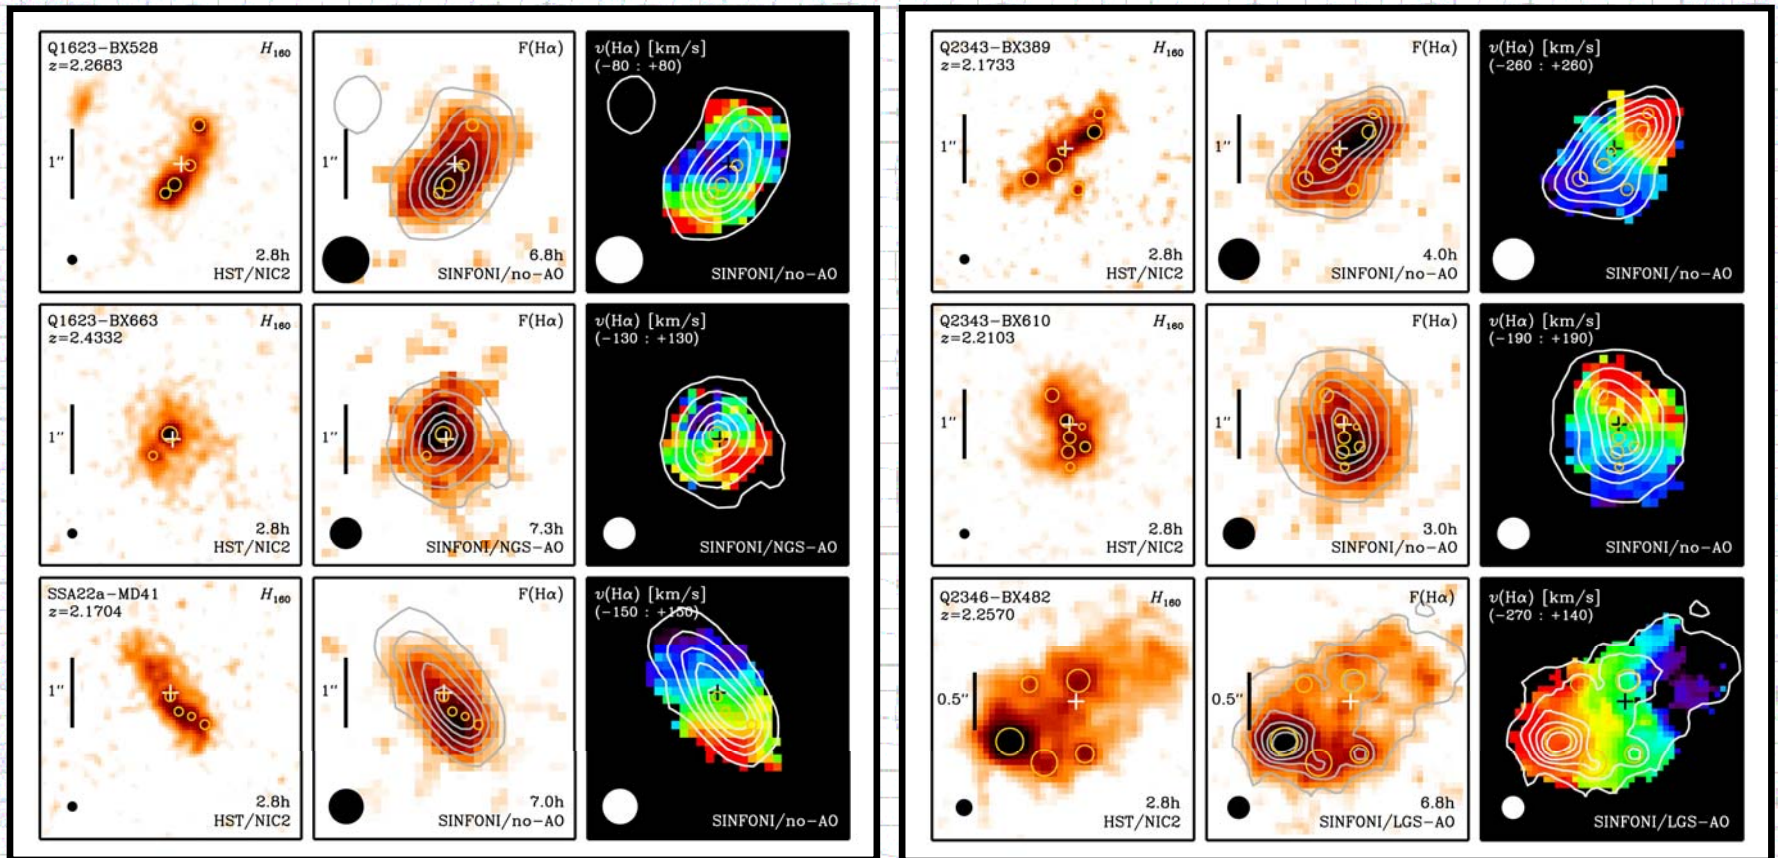 Q1623-BX528 H₁₆₀
z=2.2683
1"
2.8h
HST/NIC2
F(Hα)
1"
6.8h
SINFONI/no-AO
v(Hα) [km/s]
(-80 : +80)
SINFONI/no-AO
Q1623-BX663 H₁₆₀
z=2.4332
1"
2.8h
HST/NIC2
F(Hα)
1"
7.3h
SINFONI/NGS-AO
v(Hα) [km/s]
(-130 : +130)
SINFONI/NGS-AO
SSA22a-MD41 H₁₆₀
z=2.1704
1"
2.8h
HST/NIC2
F(Hα)
1"
7.0h
SINFONI/no-AO
v(Hα) [km/s]
(-150 : +150)
SINFONI/no-AO
Q2343-BX389 H₁₆₀
z=2.1733
1"
2.8h
HST/NIC2
F(Hα)
1"
4.0h
SINFONI/no-AO
v(Hα) [km/s]
(-260 : +260)
SINFONI/no-AO
Q2343-BX610 H₁₆₀
z=2.2103
1"
2.8h
HST/NIC2
F(Hα)
1"
3.0h
SINFONI/no-AO
v(Hα) [km/s]
(-190 : +190)
SINFONI/no-AO
Q2346-BX482 H₁₆₀
z=2.2570
0.5"
2.8h
HST/NIC2
F(Hα)
0.5"
6.8h
SINFONI/LGS-AO
v(Hα) [km/s]
(-270 : +140)
SINFONI/LGS-AO